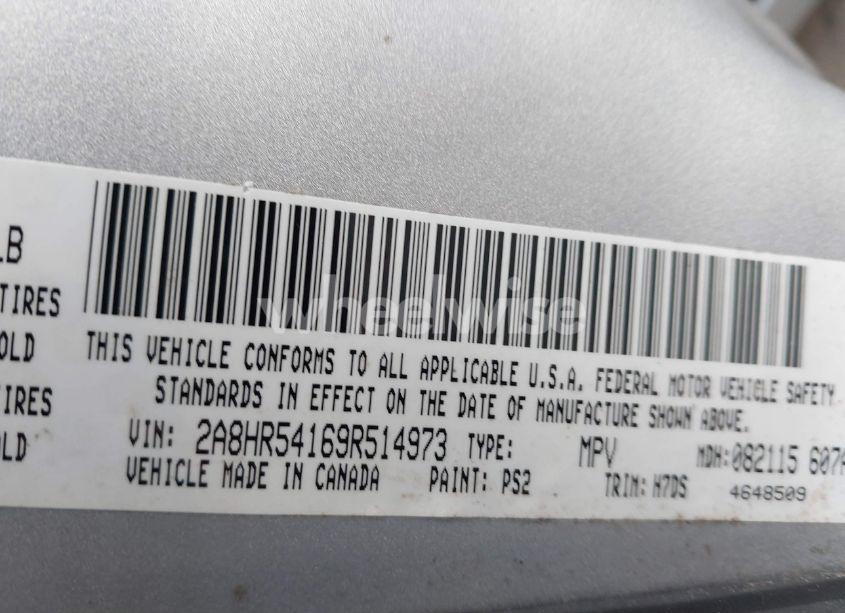 LB
TIRES
OLD
IRES
OLD
THIS VEHICLE CONFORMS TO ALL APPLICABLE U.S.A. FEDERAL MOTOR VEHICLE SAFETY
STANDARDS IN EFFECT ON THE DATE OF MANUFACTURE SHOWN ABOVE.
VIN: 2A8HR54169R514973 TYPE: MPV MDH:082115 607A
VEHICLE MADE IN CANADA PAINT: PS2 TRIM: H7DS 4648509
wheelwise